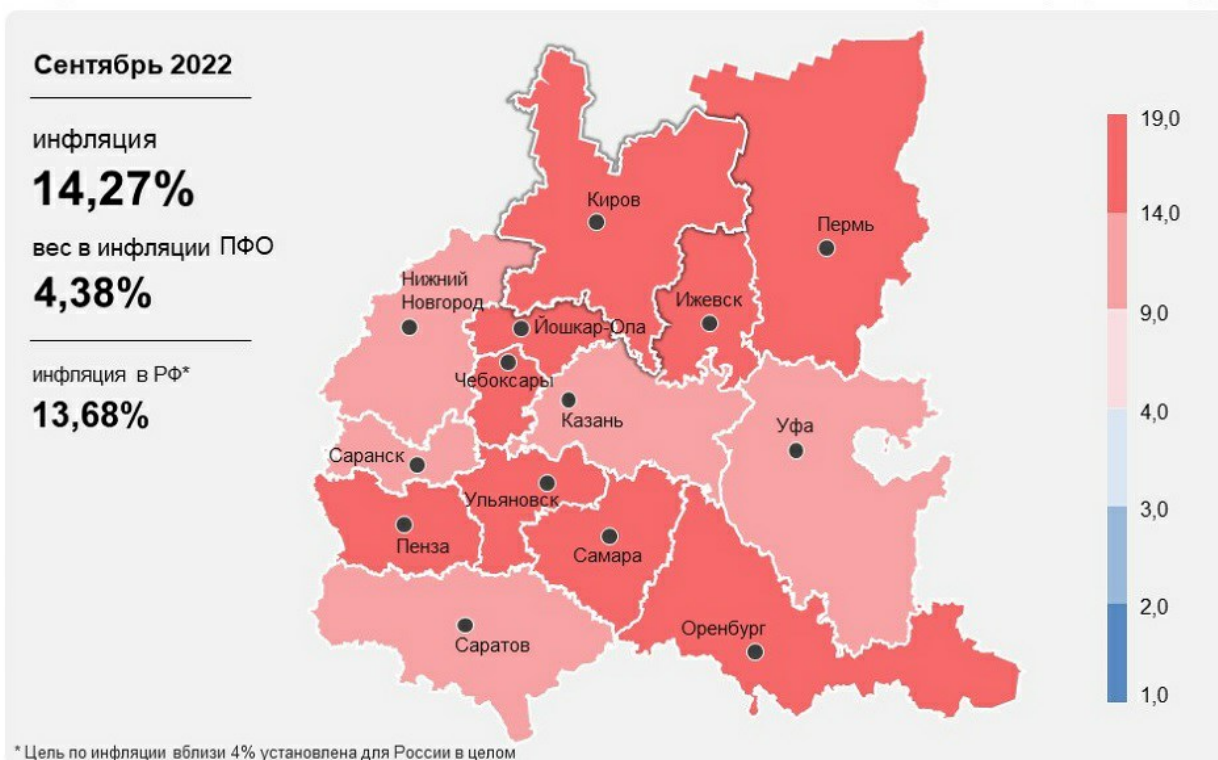 Сентябрь 2022
инфляция
14,27%
вес в инфляции ПФО
4,38%
инфляция в РФ*
13,68%
Киров
Пермь
Нижний
Новгород
Ижевск
Йошкар-Ола
Чебоксары
Казань
Уфа
Саранск
Ульяновск
Пенза
Самара
Оренбург
Саратов
19,0
14,0
9,0
4,0
3,0
2,0
1,0
* Цель по инфляции вблизи 4% установлена для России в целом